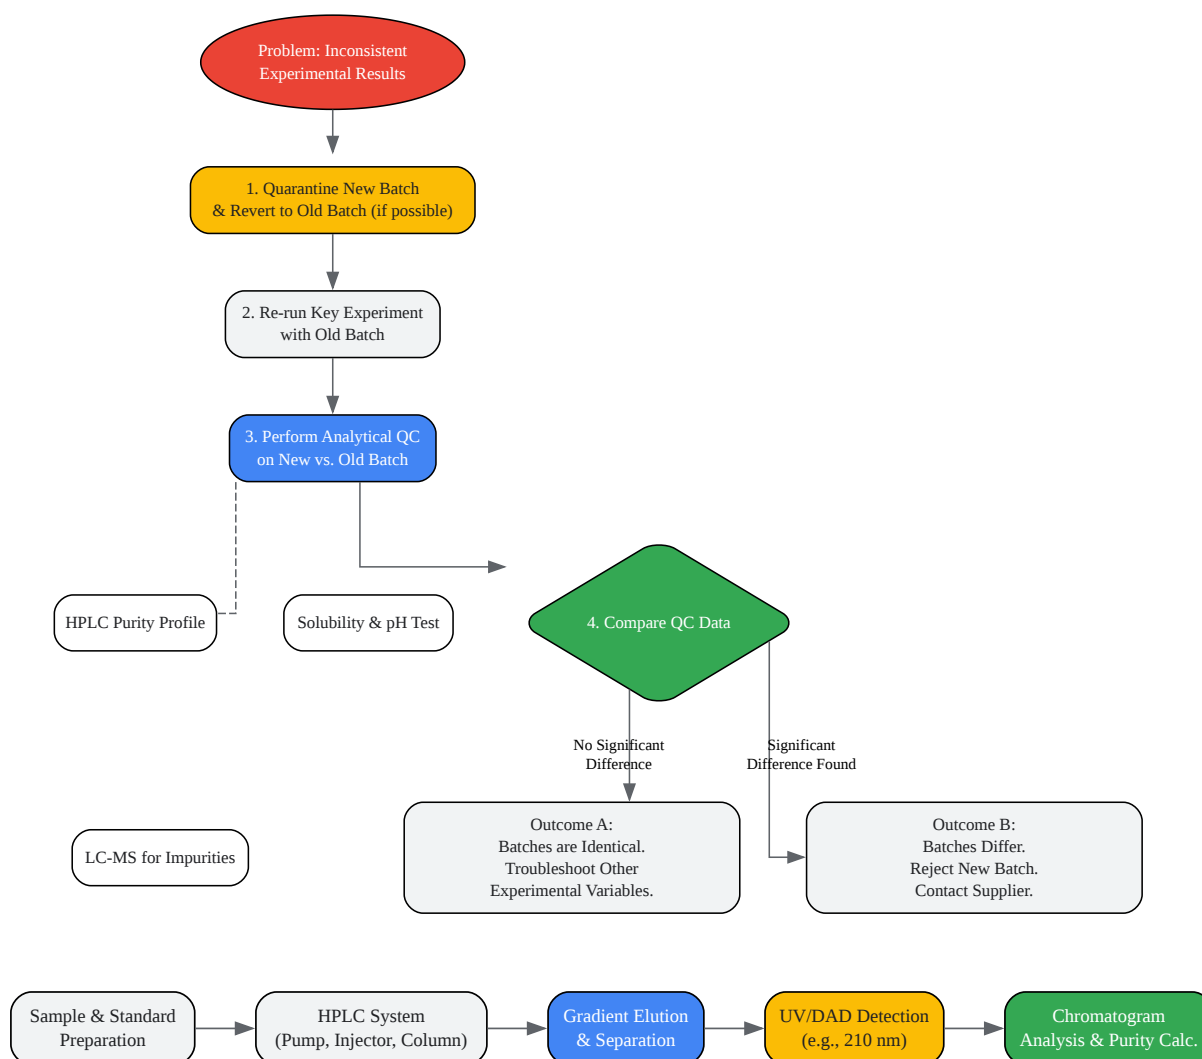 Problem: Inconsistent
Experimental Results
1. Quarantine New Batch
& Revert to Old Batch (if possible)
2. Re-run Key Experiment
with Old Batch
3. Perform Analytical QC
on New vs. Old Batch
HPLC Purity Profile
Solubility & pH Test
4. Compare QC Data
No Significant
Difference
Significant
Difference Found
LC-MS for Impurities
Outcome A:
Batches are Identical.
Troubleshoot Other
Experimental Variables.
Outcome B:
Batches Differ.
Reject New Batch.
Contact Supplier.
Sample & Standard
Preparation
HPLC System
(Pump, Injector, Column)
Gradient Elution
& Separation
UV/DAD Detection
(e.g., 210 nm)
Chromatogram
Analysis & Purity Calc.